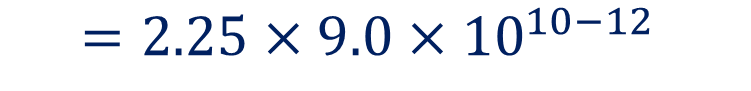 = 2.25 × 9.0 × 10^{10−12}